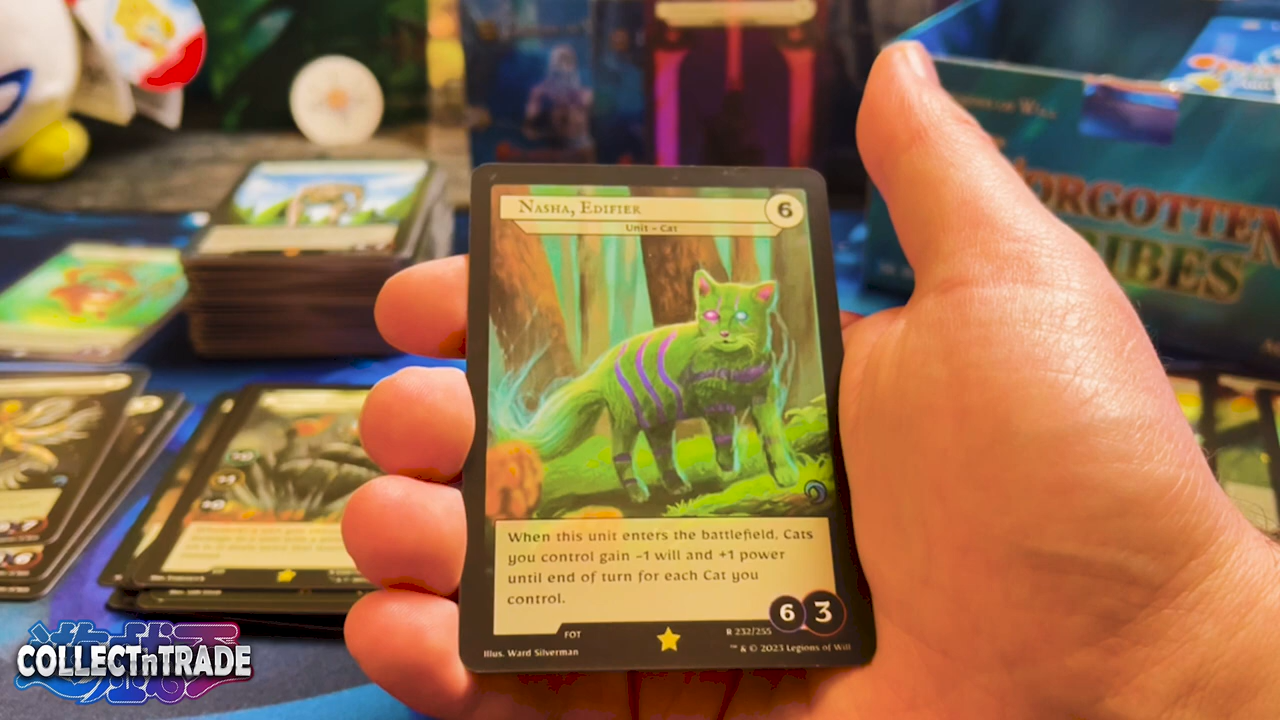 NASHA, EDIFIER
6
Unit – Cat
When this unit enters the battlefield, Cats
you control gain –1 will and +1 power
until end of turn for each Cat you
control.
6 3
FOT
R 232/255
Illus. Ward Silverman
™ & © 2023 Legions of Will
FORGOTTEN
TRIBES
COLLECTnTRADE